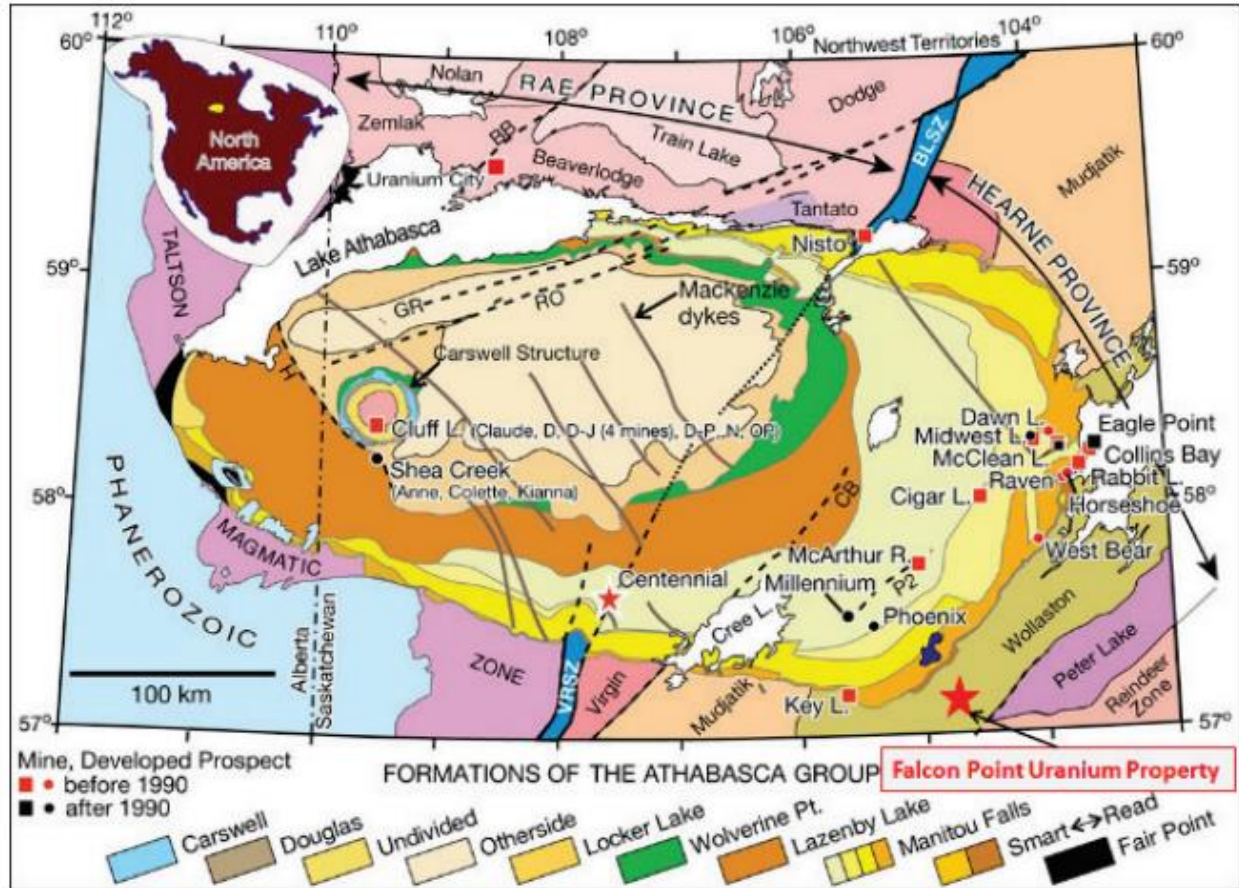 112°
110°
108°
106°
104°
60°
60°
Northwest Territories
Nolan
RAE PROVINCE
Dodge
North
America
Zemlak
BB
Train Lake
BLSZ
Mudjatik
Beaverlodge
Uranium City
HEARNE PROVINCE
TALTSON
Tantato
Nisto
Lake Athabasca
59°
59°
GR
RO
Mackenzie
dykes
Carswell Structure
H
Cluff L. (Claude, D, D-J (4 mines), D-P, N, OP)
Dawn L.
Eagle Point
Midwest L.
McClean L.
Collins Bay
Shea Creek
(Anne, Colette, Kianna)
Raven
Rabbit L.
58°
58°
Cigar L.
Horseshoe
CB
PHANEROZOIC
MAGMATIC
West Bear
McArthur R.
P2
Centennial
Millennium
Phoenix
Cree L.
Wollaston
Alberta
Saskatchewan
ZONE
VRSZ
Virgin
Mudjatik
Key L.
Peter Lake
Reindeer
Zone
100 km
57°
57°
Mine, Developed Prospect
before 1990
after 1990
FORMATIONS OF THE ATHABASCA GROUP
Falcon Point Uranium Property
Carswell
Douglas
Undivided
Otherside
Locker Lake
Wolverine Pt.
Lazenby Lake
Manitou Falls
Smart ↔ Read
Fair Point